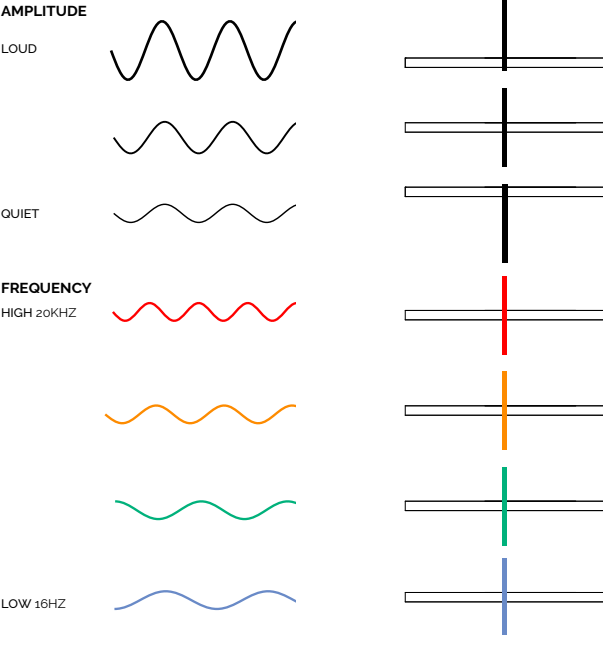 AMPLITUDE
LOUD
QUIET
FREQUENCY
HIGH 20KHZ
LOW 16HZ